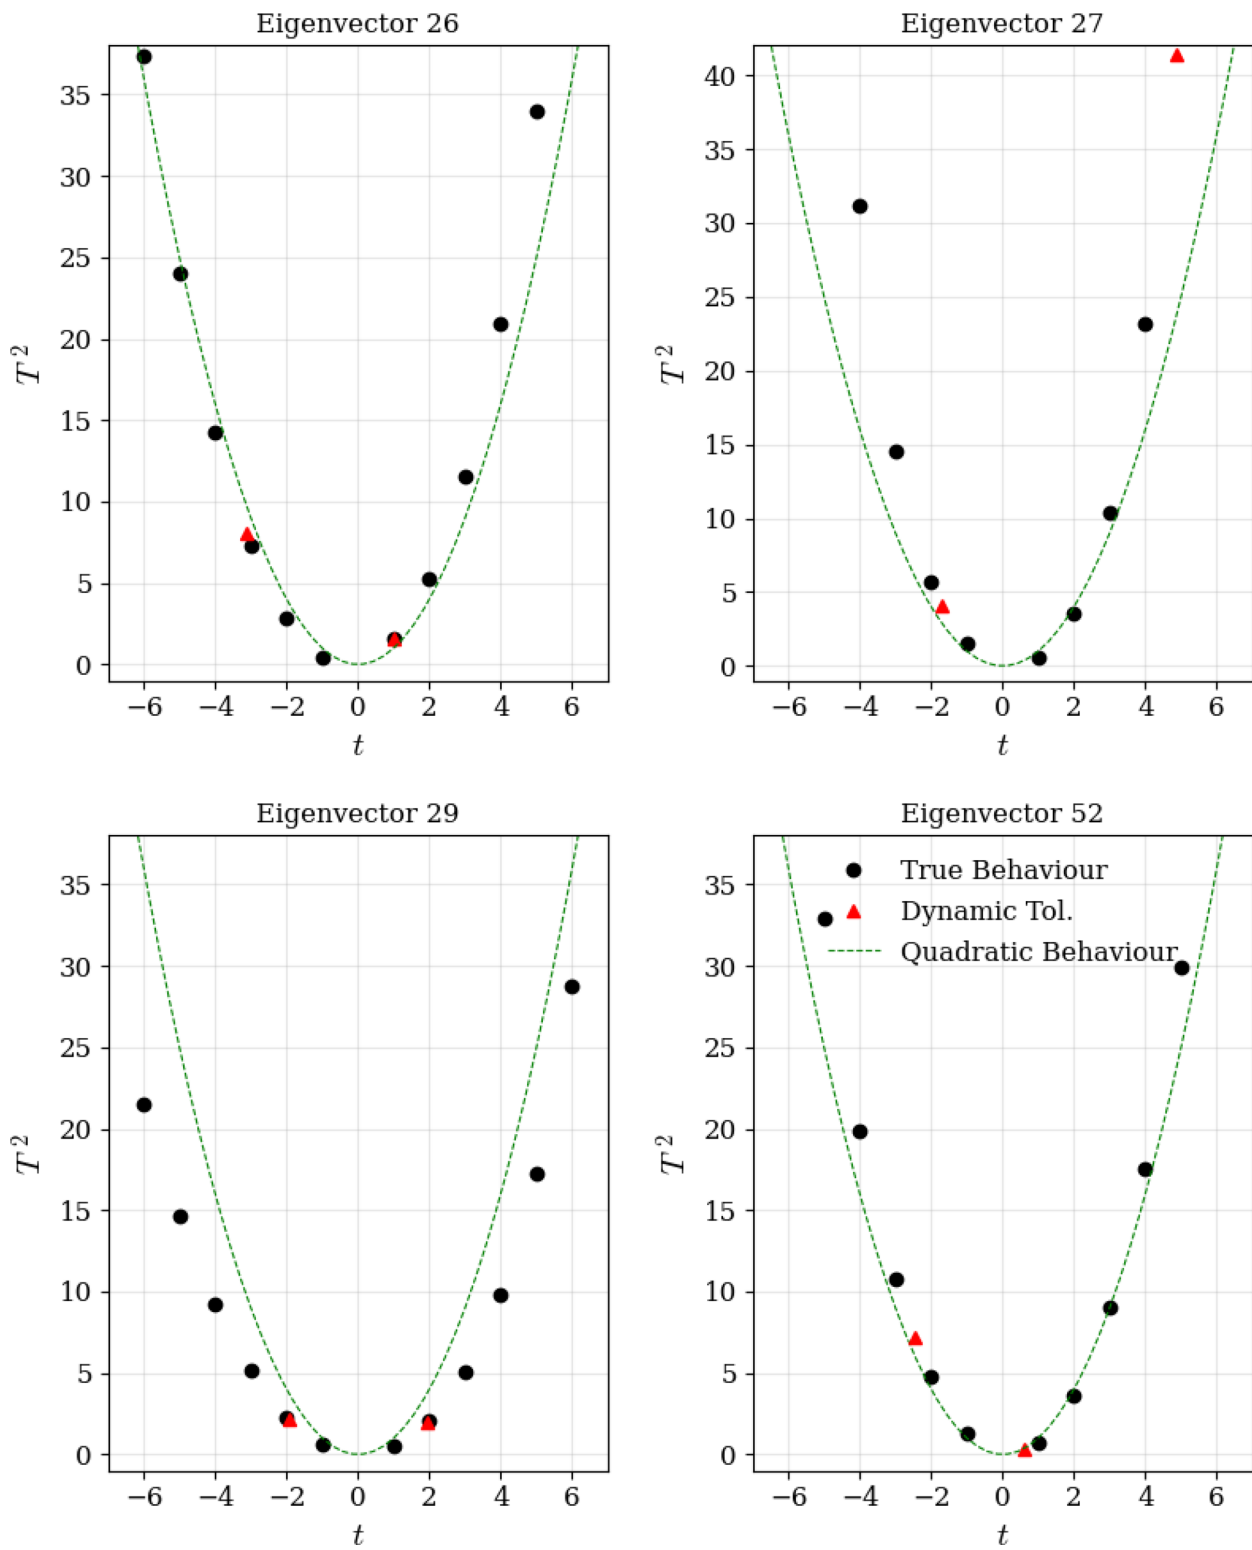 Eigenvector 26
35
30
25
20
15
10
5
0
T²
−6 −4 −2 0 2 4 6
t
Eigenvector 27
40
35
30
25
20
15
10
5
0
T²
−6 −4 −2 0 2 4 6
t
Eigenvector 29
35
30
25
20
15
10
5
0
T²
−6 −4 −2 0 2 4 6
t
Eigenvector 52
True Behaviour
Dynamic Tol.
Quadratic Behaviour
35
30
25
20
15
10
5
0
T²
−6 −4 −2 0 2 4 6
t